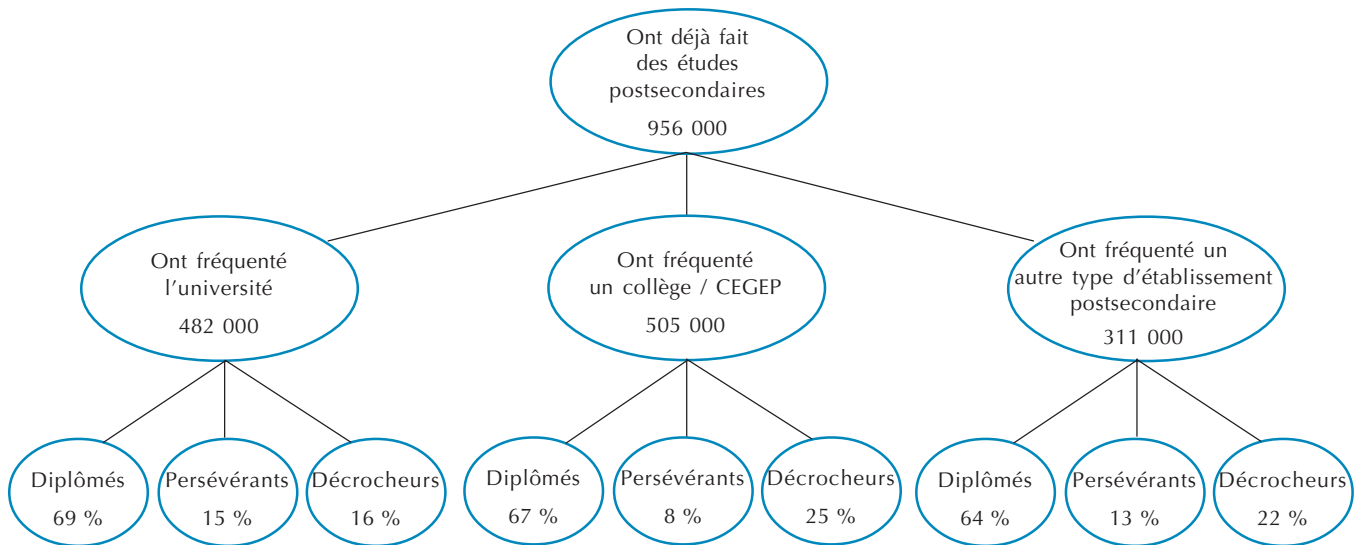 Ont déjà fait
des études
postsecondaires
956 000
Ont fréquenté
l'université
482 000
Ont fréquenté
un collège / CEGEP
505 000
Ont fréquenté un
autre type d'établissement
postsecondaire
311 000
Diplômés
69 %
Persévérants
15 %
Décrocheurs
16 %
Diplômés
67 %
Persévérants
8 %
Décrocheurs
25 %
Diplômés
64 %
Persévérants
13 %
Décrocheurs
22 %